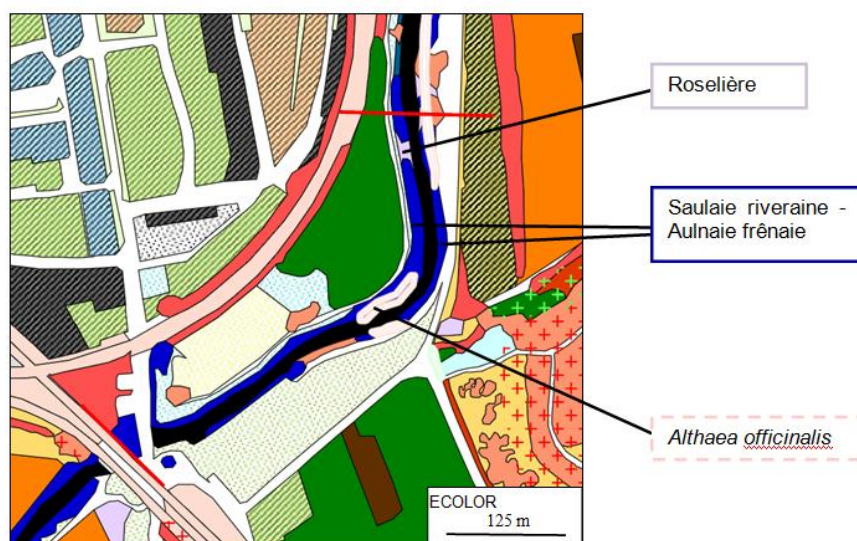 Roselière
Saulaie riveraine -
Aulnaie frênaie
Althaea officinalis
ECOLOR
125 m